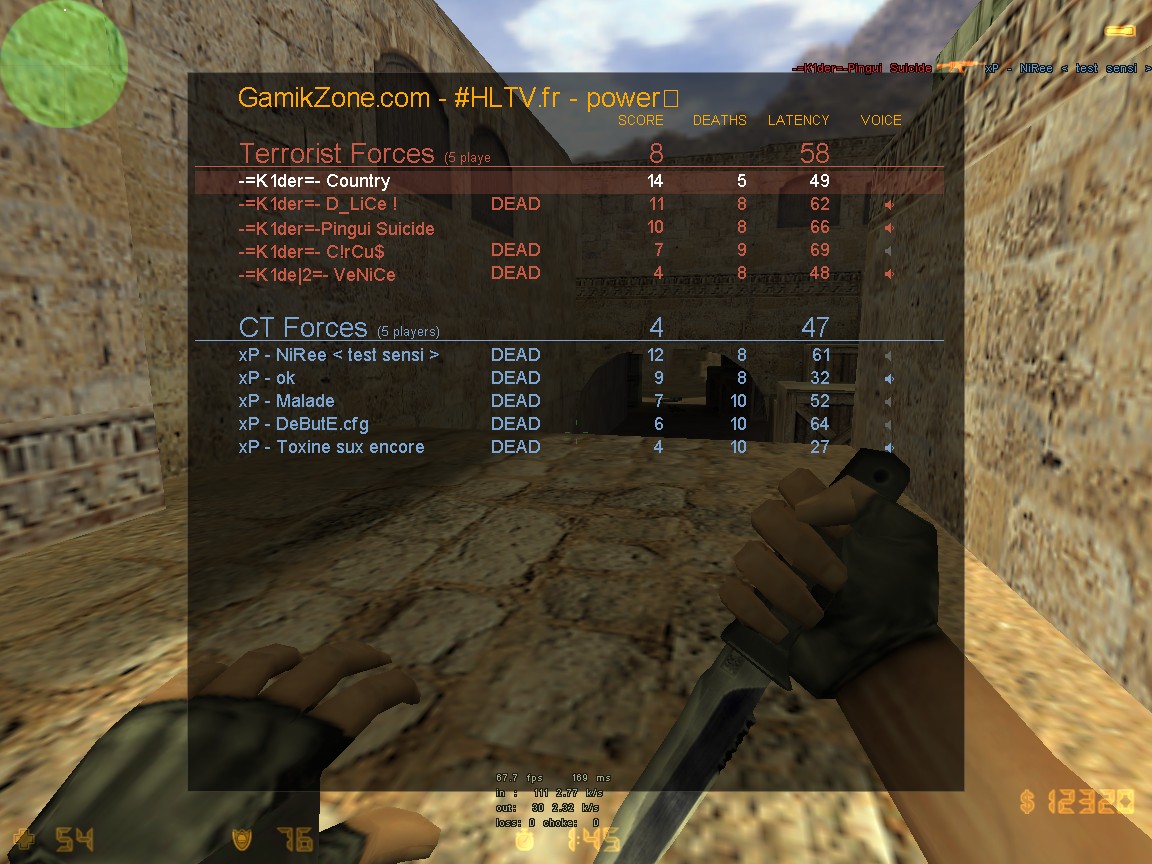 -=K1der=-Pingui Suicide xP - NiRee < test sensi >
GamikZone.com - #HLTV.fr - power
SCORE DEATHS LATENCY VOICE
Terrorist Forces (5 playe 8 58
-=K1der=- Country 14 5 49
-=K1der=- D_LiCe ! DEAD 11 8 62
-=K1der=-Pingui Suicide 10 8 66
-=K1der=- C!rCu$ DEAD 7 9 69
-=K1de|2=- VeNiCe DEAD 4 8 48
CT Forces (5 players) 4 47
xP - NiRee < test sensi > DEAD 12 8 61
xP - ok DEAD 9 8 32
xP - Malade DEAD 7 10 52
xP - DeButE.cfg DEAD 6 10 64
xP - Toxine sux encore DEAD 4 10 27
67.7 fps 169 ms
in : 111 2.77 k/s
out: 30 2.32 k/s
loss: 0 choke: 0
$ 12320
54 76 1:45